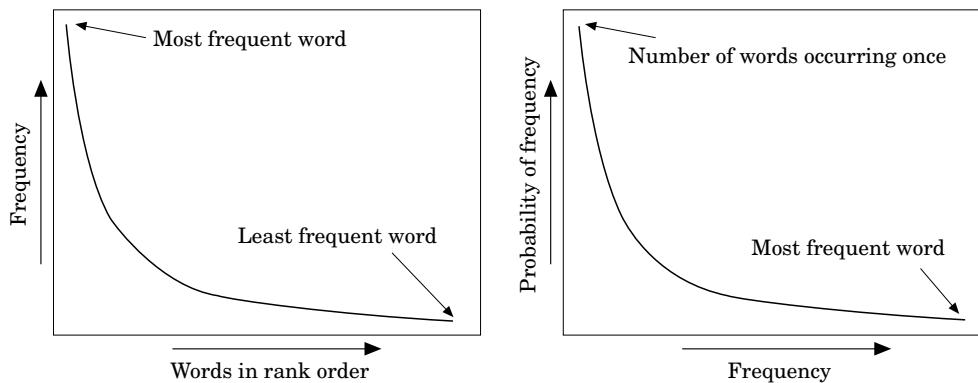 Most frequent word
Frequency
Least frequent word
Words in rank order
Number of words occurring once
Probability of frequency
Most frequent word
Frequency